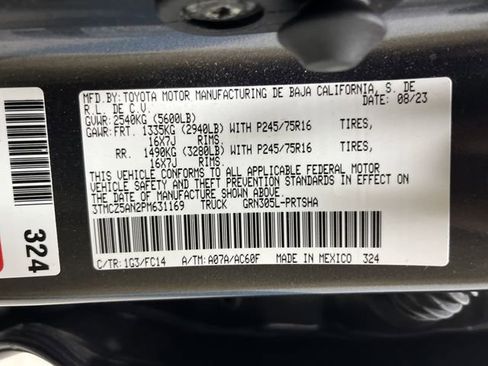 MFD.BY:TOYOTA MOTOR MANUFACTURING DE BAJA CALIFORNIA, S. DE
R. L. DE C.V. DATE: 08/23
GVWR: 2540KG (5600LB)
GAWR: FRT. 1335KG (2940LB) WITH P245/75R16 TIRES,
16X7J RIMS.
RR. 1490KG (3280LB) WITH P245/75R16 TIRES,
16X7J RIMS.
THIS VEHICLE CONFORMS TO ALL APPLICABLE FEDERAL MOTOR
VEHICLE SAFETY AND THEFT PREVENTION STANDARDS IN EFFECT ON
THE DATE OF MANUFACTURE SHOWN ABOVE.
3TMCZ5AN2PM631169 TRUCK GRN305L-PRTSHA
C/TR: 1G3/FC14 A/TM: A07A/AC60F MADE IN MEXICO 324
324